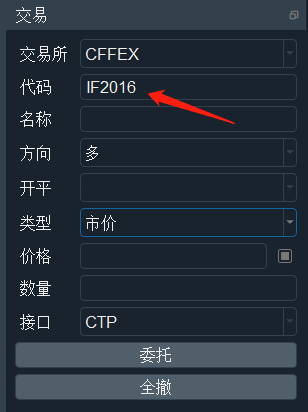 交易
交易所 CFFEX
代码 IF2016
名称
方向 多
开平
类型 市价
价格
数量
接口 CTP
委托
全撤